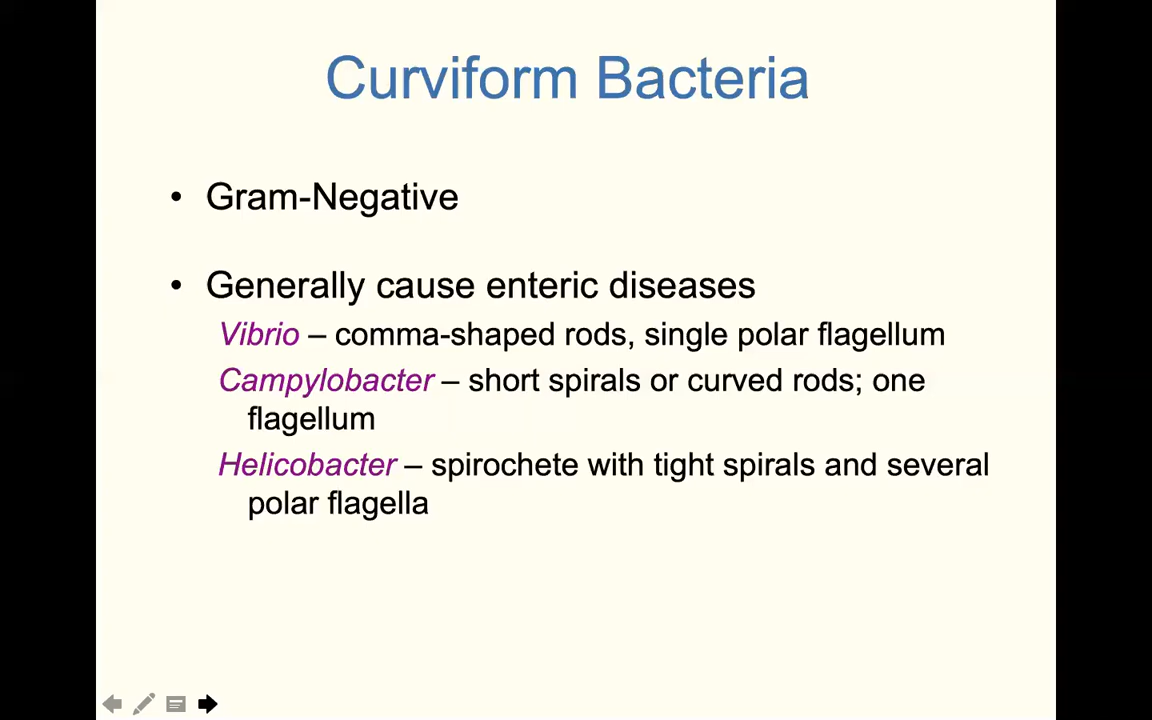 Curviform Bacteria
• Gram-Negative
• Generally cause enteric diseases
Vibrio – comma-shaped rods, single polar flagellum
Campylobacter – short spirals or curved rods; one
flagellum
Helicobacter – spirochete with tight spirals and several
polar flagella